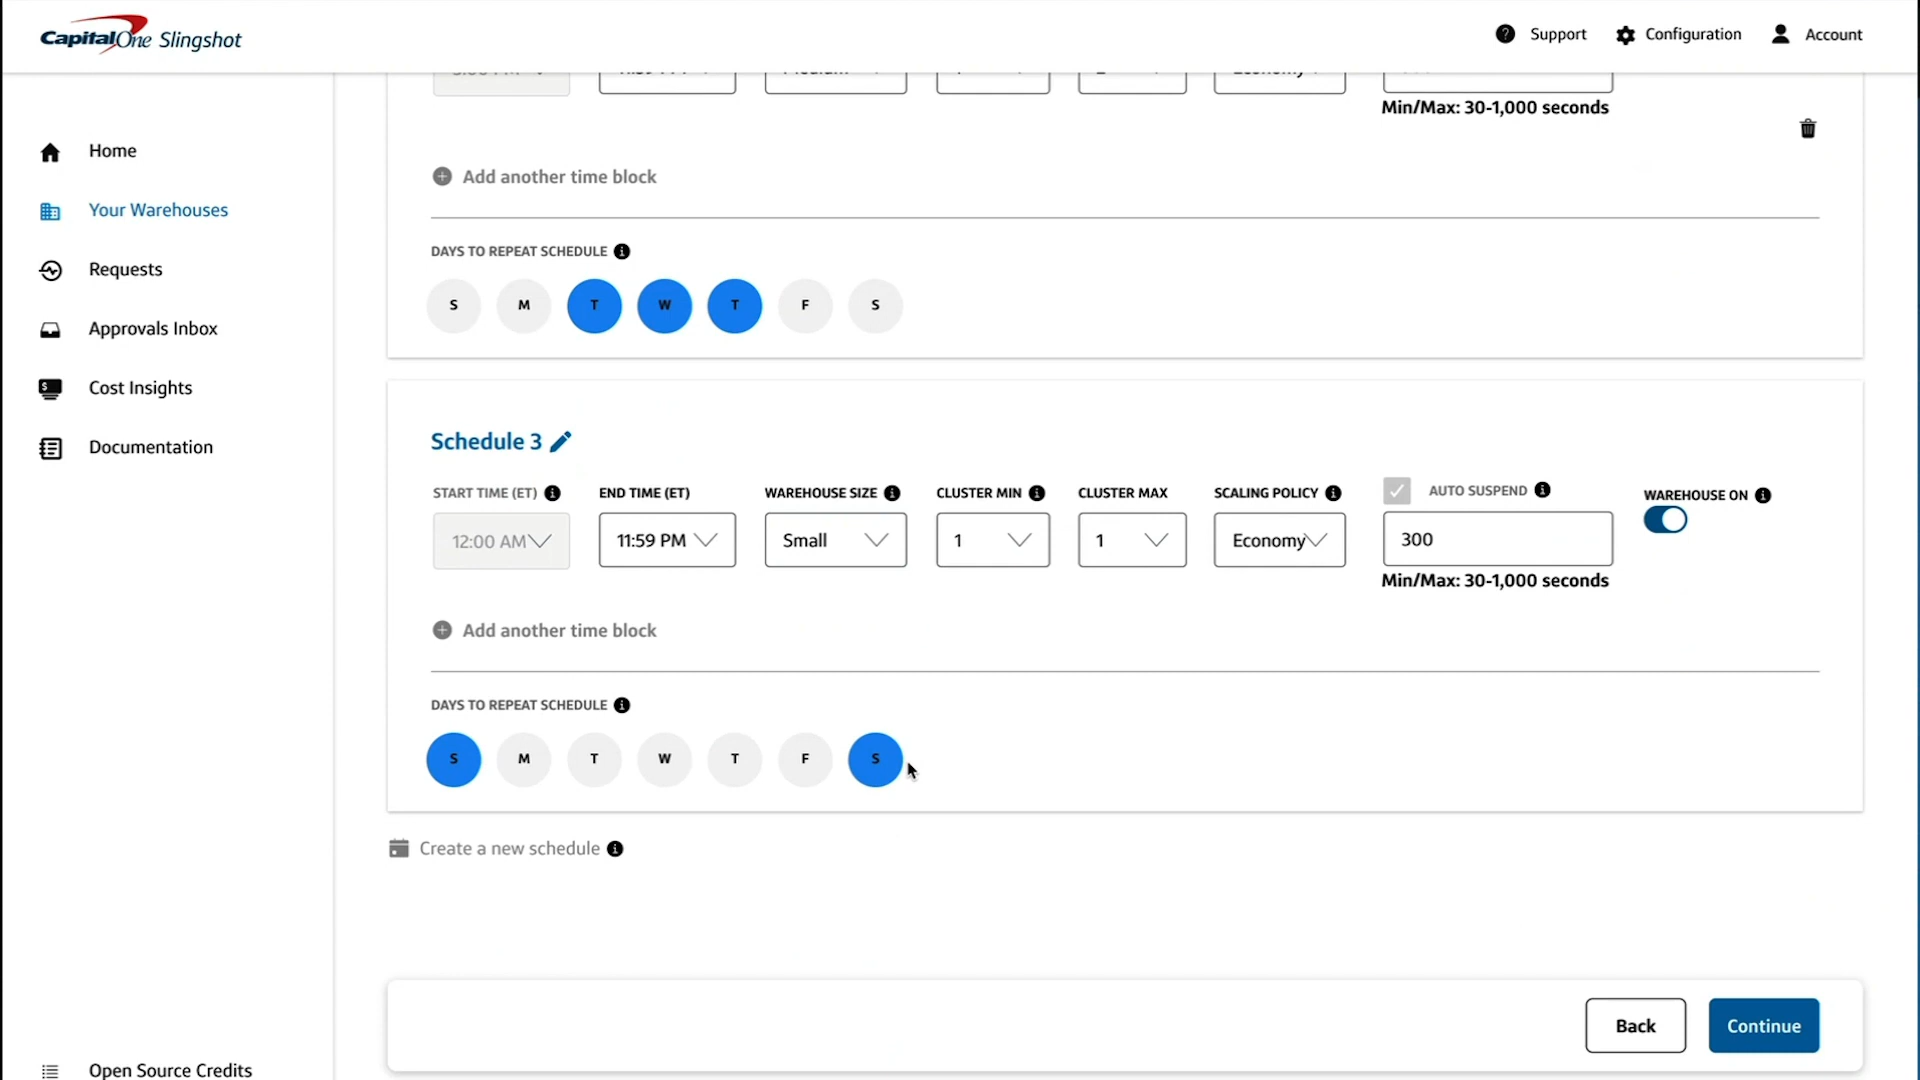 CapitalOne Slingshot
Support
Configuration
Account
Home
Your Warehouses
Requests
Approvals Inbox
Cost Insights
Documentation
Open Source Credits
Min/Max: 30-1,000 seconds
Add another time block
DAYS TO REPEAT SCHEDULE
S M T W T F S
Schedule 3
START TIME (ET) END TIME (ET) WAREHOUSE SIZE CLUSTER MIN CLUSTER MAX SCALING POLICY AUTO SUSPEND WAREHOUSE ON
12:00 AM 11:59 PM Small 1 1 Economy 300
Min/Max: 30-1,000 seconds
Add another time block
DAYS TO REPEAT SCHEDULE
S M T W T F S
Create a new schedule
Back Continue